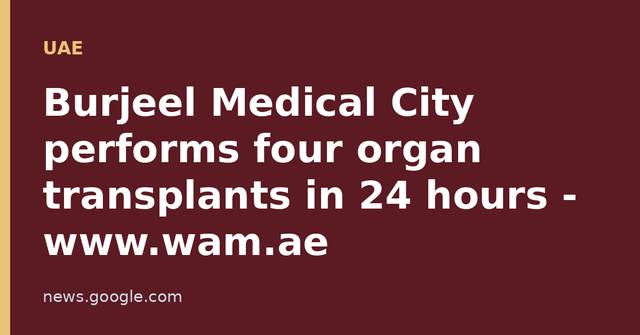 UAE
Burjeel Medical City
performs four organ
transplants in 24 hours -
www.wam.ae
news.google.com